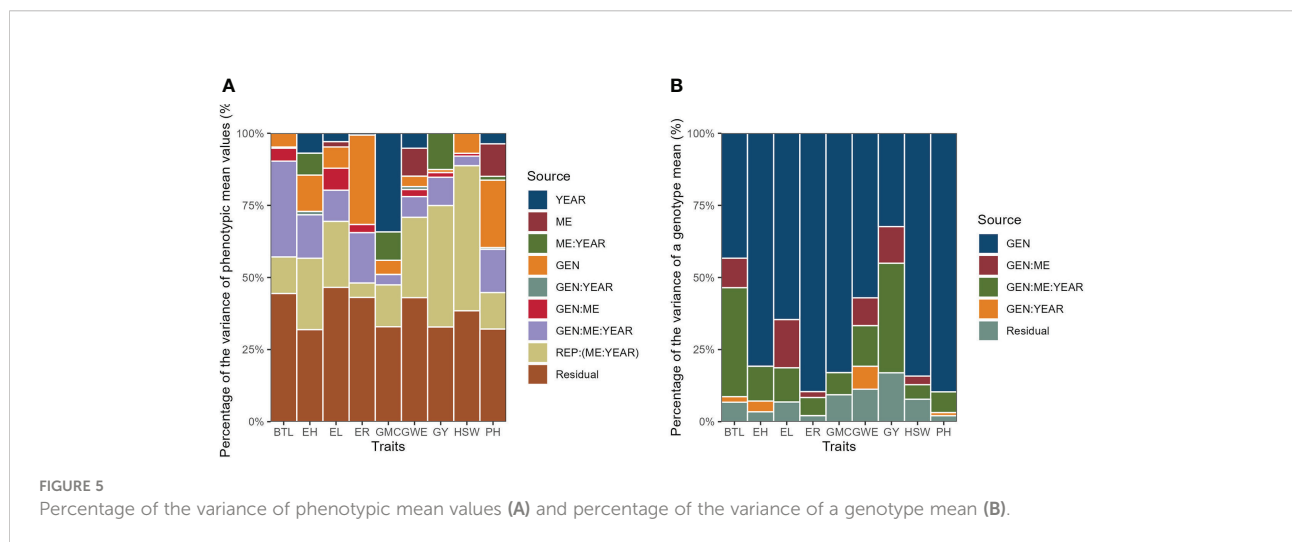 A
Percentage of the variance of phenotypic mean values (%
100%
75%
50%
25%
0%
BTL EH EL ER GMC GWE GY HSW PH
Traits
Source
YEAR
ME
ME:YEAR
GEN
GEN:YEAR
GEN:ME
GEN:ME:YEAR
REP:(ME:YEAR)
Residual
B
Percentage of the variance of a genotype mean (%)
100%
75%
50%
25%
0%
BTL EH EL ER GMC GWE GY HSW PH
Traits
Source
GEN
GEN:ME
GEN:ME:YEAR
GEN:YEAR
Residual
FIGURE 5
Percentage of the variance of phenotypic mean values (A) and percentage of the variance of a genotype mean (B).